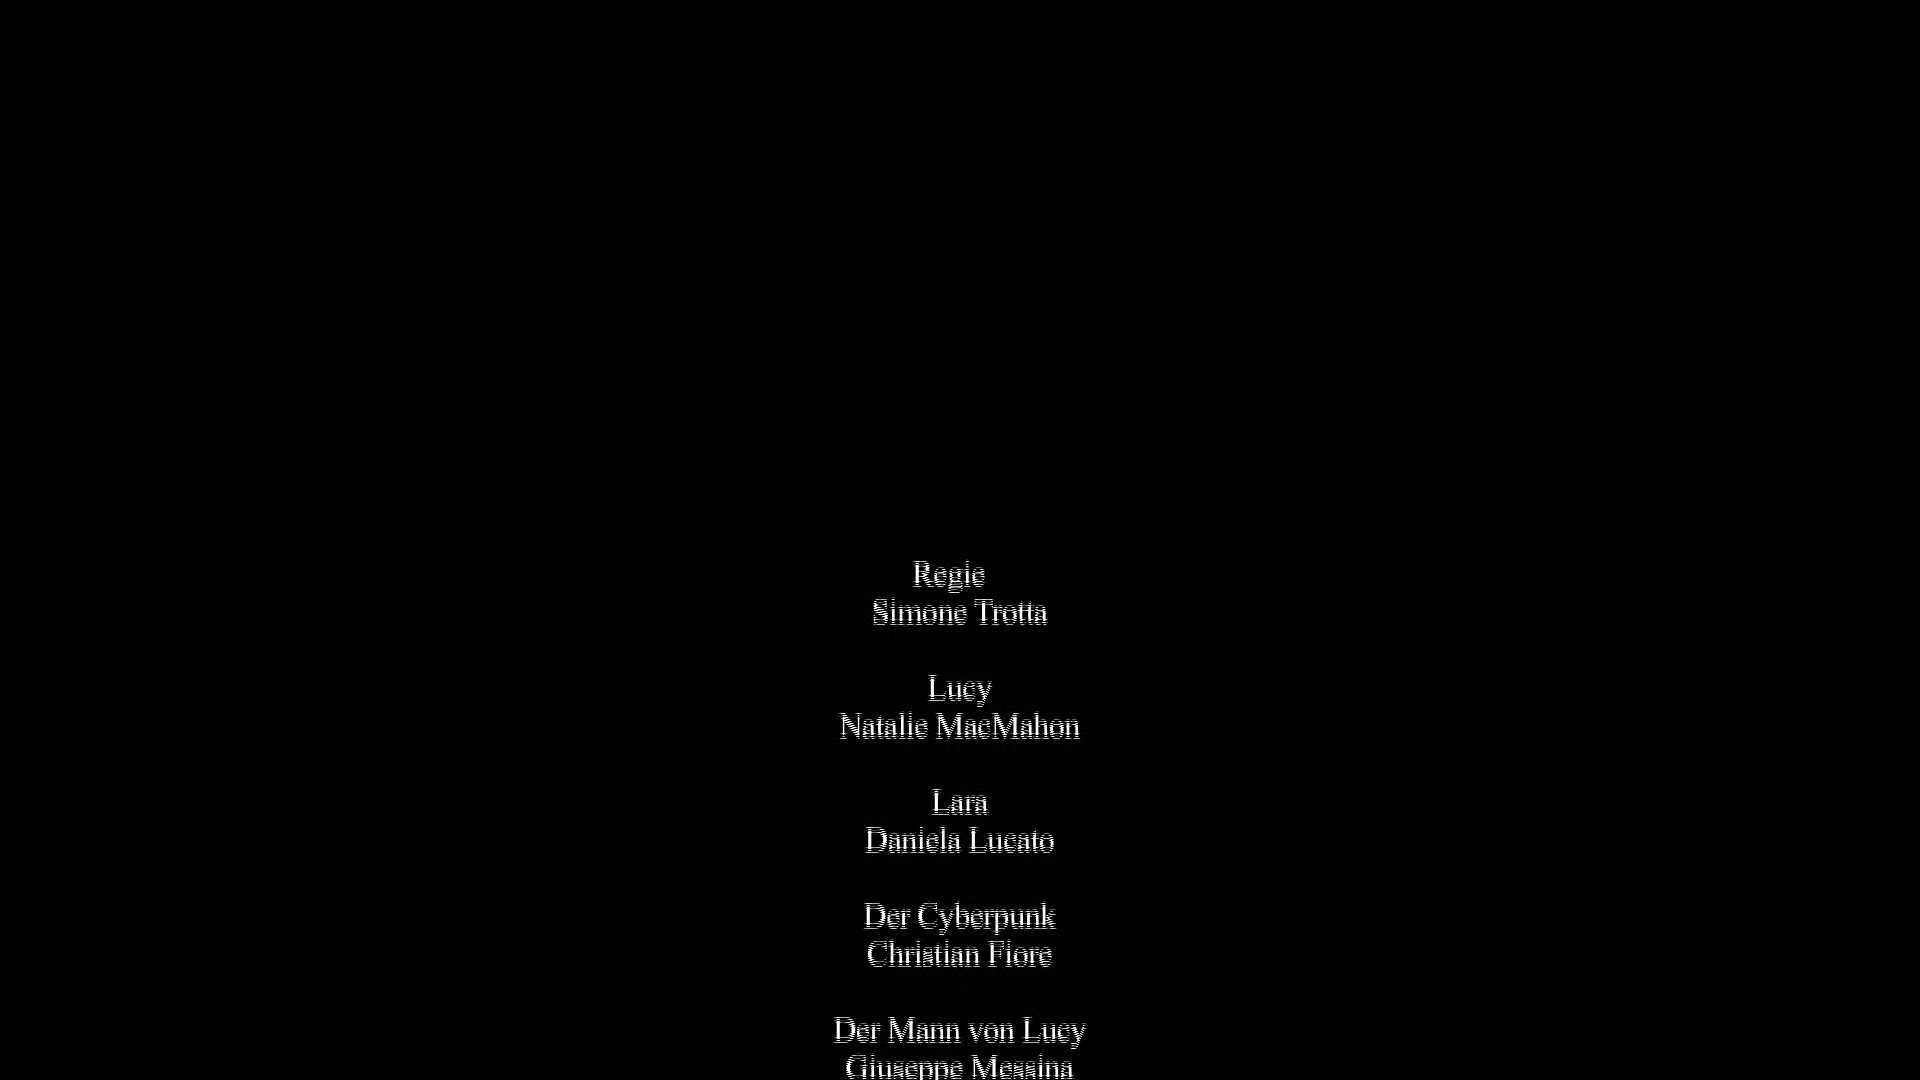 Regie
Simone Trotta
Lucy
Natalie MacMahon
Lara
Daniela Lucato
Der Cyberpunk
Christian Fiore
Der Mann von Lucy
Giuseppe Messina